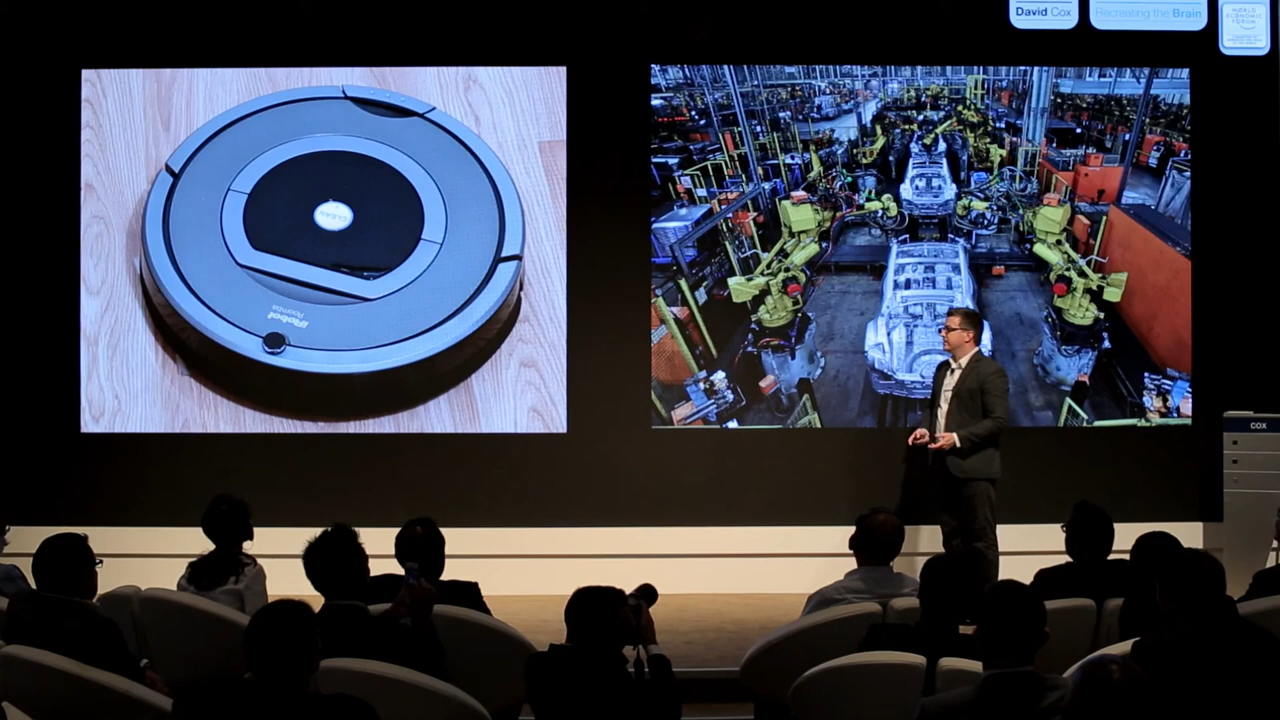 David Cox
Recreating the Brain
WORLD
ECONOMIC
FORUM
CLEAN
iRobot
Roomba
COX